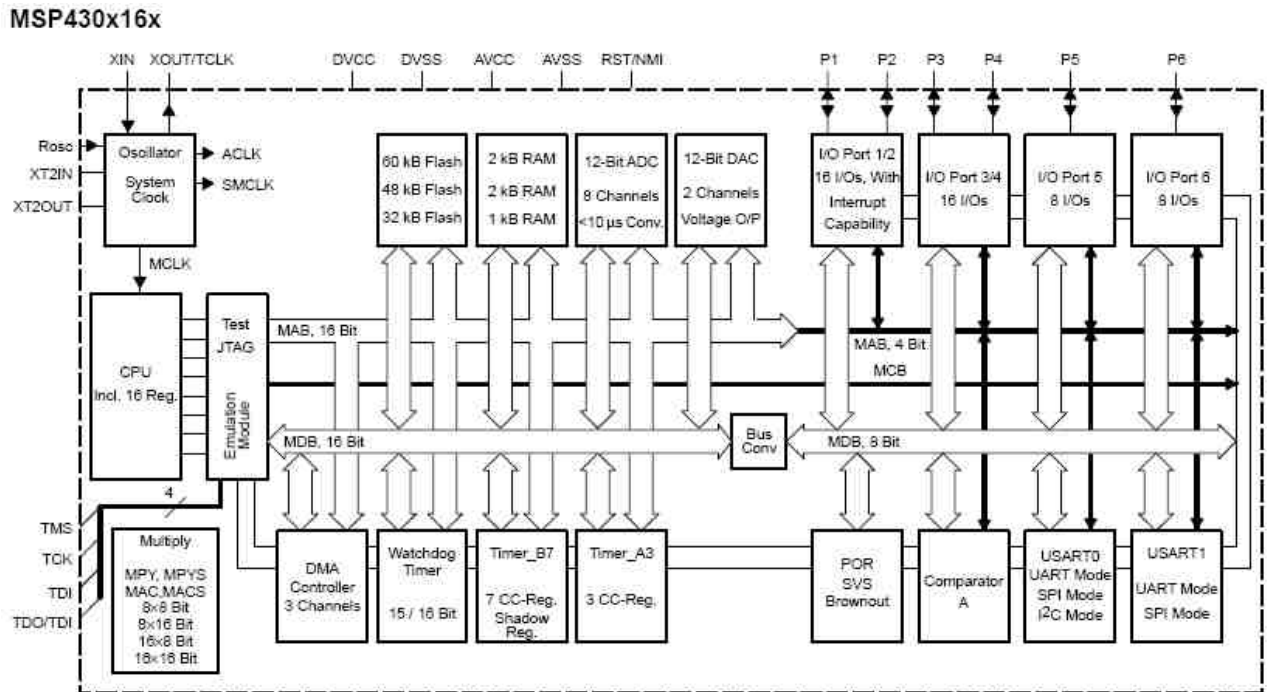 MSP430x16x
XIN XOUT/TCLK DVCC DVSS AVCC AVSS RST/NMI P1 P2 P3 P4 P5 P6
Rosc
XT2IN
XT2OUT
Oscillator
System
Clock
ACLK
SMCLK
MCLK
60 kB Flash
48 kB Flash
32 kB Flash
2 kB RAM
2 kB RAM
1 kB RAM
12-Bit ADC
8 Channels
<10 µs Conv.
12-Bit DAC
2 Channels
Voltage O/P
I/O Port 1/2
16 I/Os, With
Interrupt
Capability
I/O Port 3/4
16 I/Os
I/O Port 5
8 I/Os
I/O Port 6
8 I/Os
CPU
Incl. 16 Reg.
Test
JTAG
Emulation
Module
MAB, 16 Bit
MAB, 4 Bit
MCB
MDB, 16 Bit
Bus
Conv
MDB, 8 Bit
4
TMS
TCK
TDI
TDO/TDI
Multiply
MPY, MPYS
MAC,MACS
8×8 Bit
8×16 Bit
16×8 Bit
16×16 Bit
DMA
Controller
3 Channels
Watchdog
Timer
15 / 16 Bit
Timer_B7
7 CC-Reg.
Shadow
Reg.
Timer_A3
3 CC-Reg.
POR
SVS
Brownout
Comparator
A
USART0
UART Mode
SPI Mode
I²C Mode
USART1
UART Mode
SPI Mode